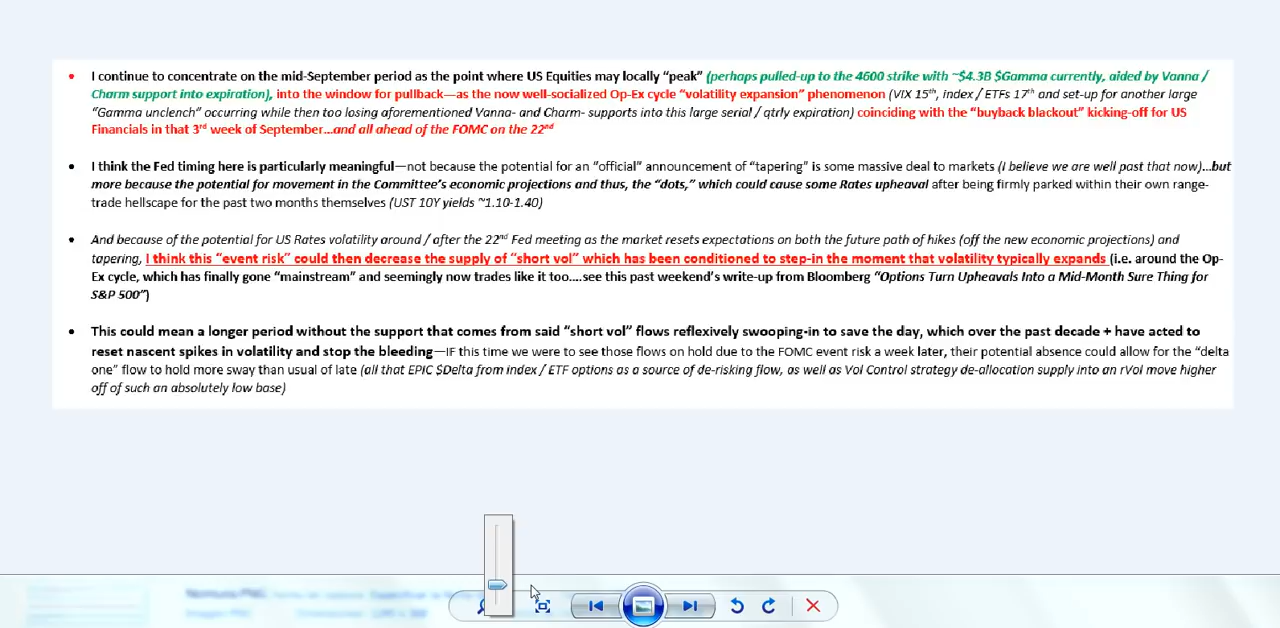 • I continue to concentrate on the mid-September period as the point where US Equities may locally “peak” (perhaps pulled-up to the 4600 strike with ~$4.3B $Gamma currently, aided by Vanna /
Charm support into expiration), into the window for pullback—as the now well-socialized Op-Ex cycle “volatility expansion” phenomenon (VIX 15th, index / ETFs 17th and set-up for another large
“Gamma unclench” occurring while then too losing aforementioned Vanna- and Charm- supports into this large serial / qtrly expiration) coinciding with the “buyback blackout” kicking-off for US
Financials in that 3rd week of September…and all ahead of the FOMC on the 22nd
• I think the Fed timing here is particularly meaningful—not because the potential for an “official” announcement of “tapering” is some massive deal to markets (I believe we are well past that now)…but
more because the potential for movement in the Committee’s economic projections and thus, the “dots,” which could cause some Rates upheaval after being firmly parked within their own range-
trade hellscape for the past two months themselves (UST 10Y yields ~1.10-1.40)
• And because of the potential for US Rates volatility around / after the 22nd Fed meeting as the market resets expectations on both the future path of hikes (off the new economic projections) and
tapering, I think this “event risk” could then decrease the supply of “short vol” which has been conditioned to step-in the moment that volatility typically expands (i.e. around the Op-
Ex cycle, which has finally gone “mainstream” and seemingly now trades like it too….see this past weekend’s write-up from Bloomberg “Options Turn Upheavals Into a Mid-Month Sure Thing for
S&P 500”)
• This could mean a longer period without the support that comes from said “short vol” flows reflexively swooping-in to save the day, which over the past decade + have acted to
reset nascent spikes in volatility and stop the bleeding—IF this time we were to see those flows on hold due to the FOMC event risk a week later, their potential absence could allow for the “delta
one” flow to hold more sway than usual of late (all that EPIC $Delta from index / ETF options as a source of de-risking flow, as well as Vol Control strategy de-allocation supply into an rVol move higher
off of such an absolutely low base)